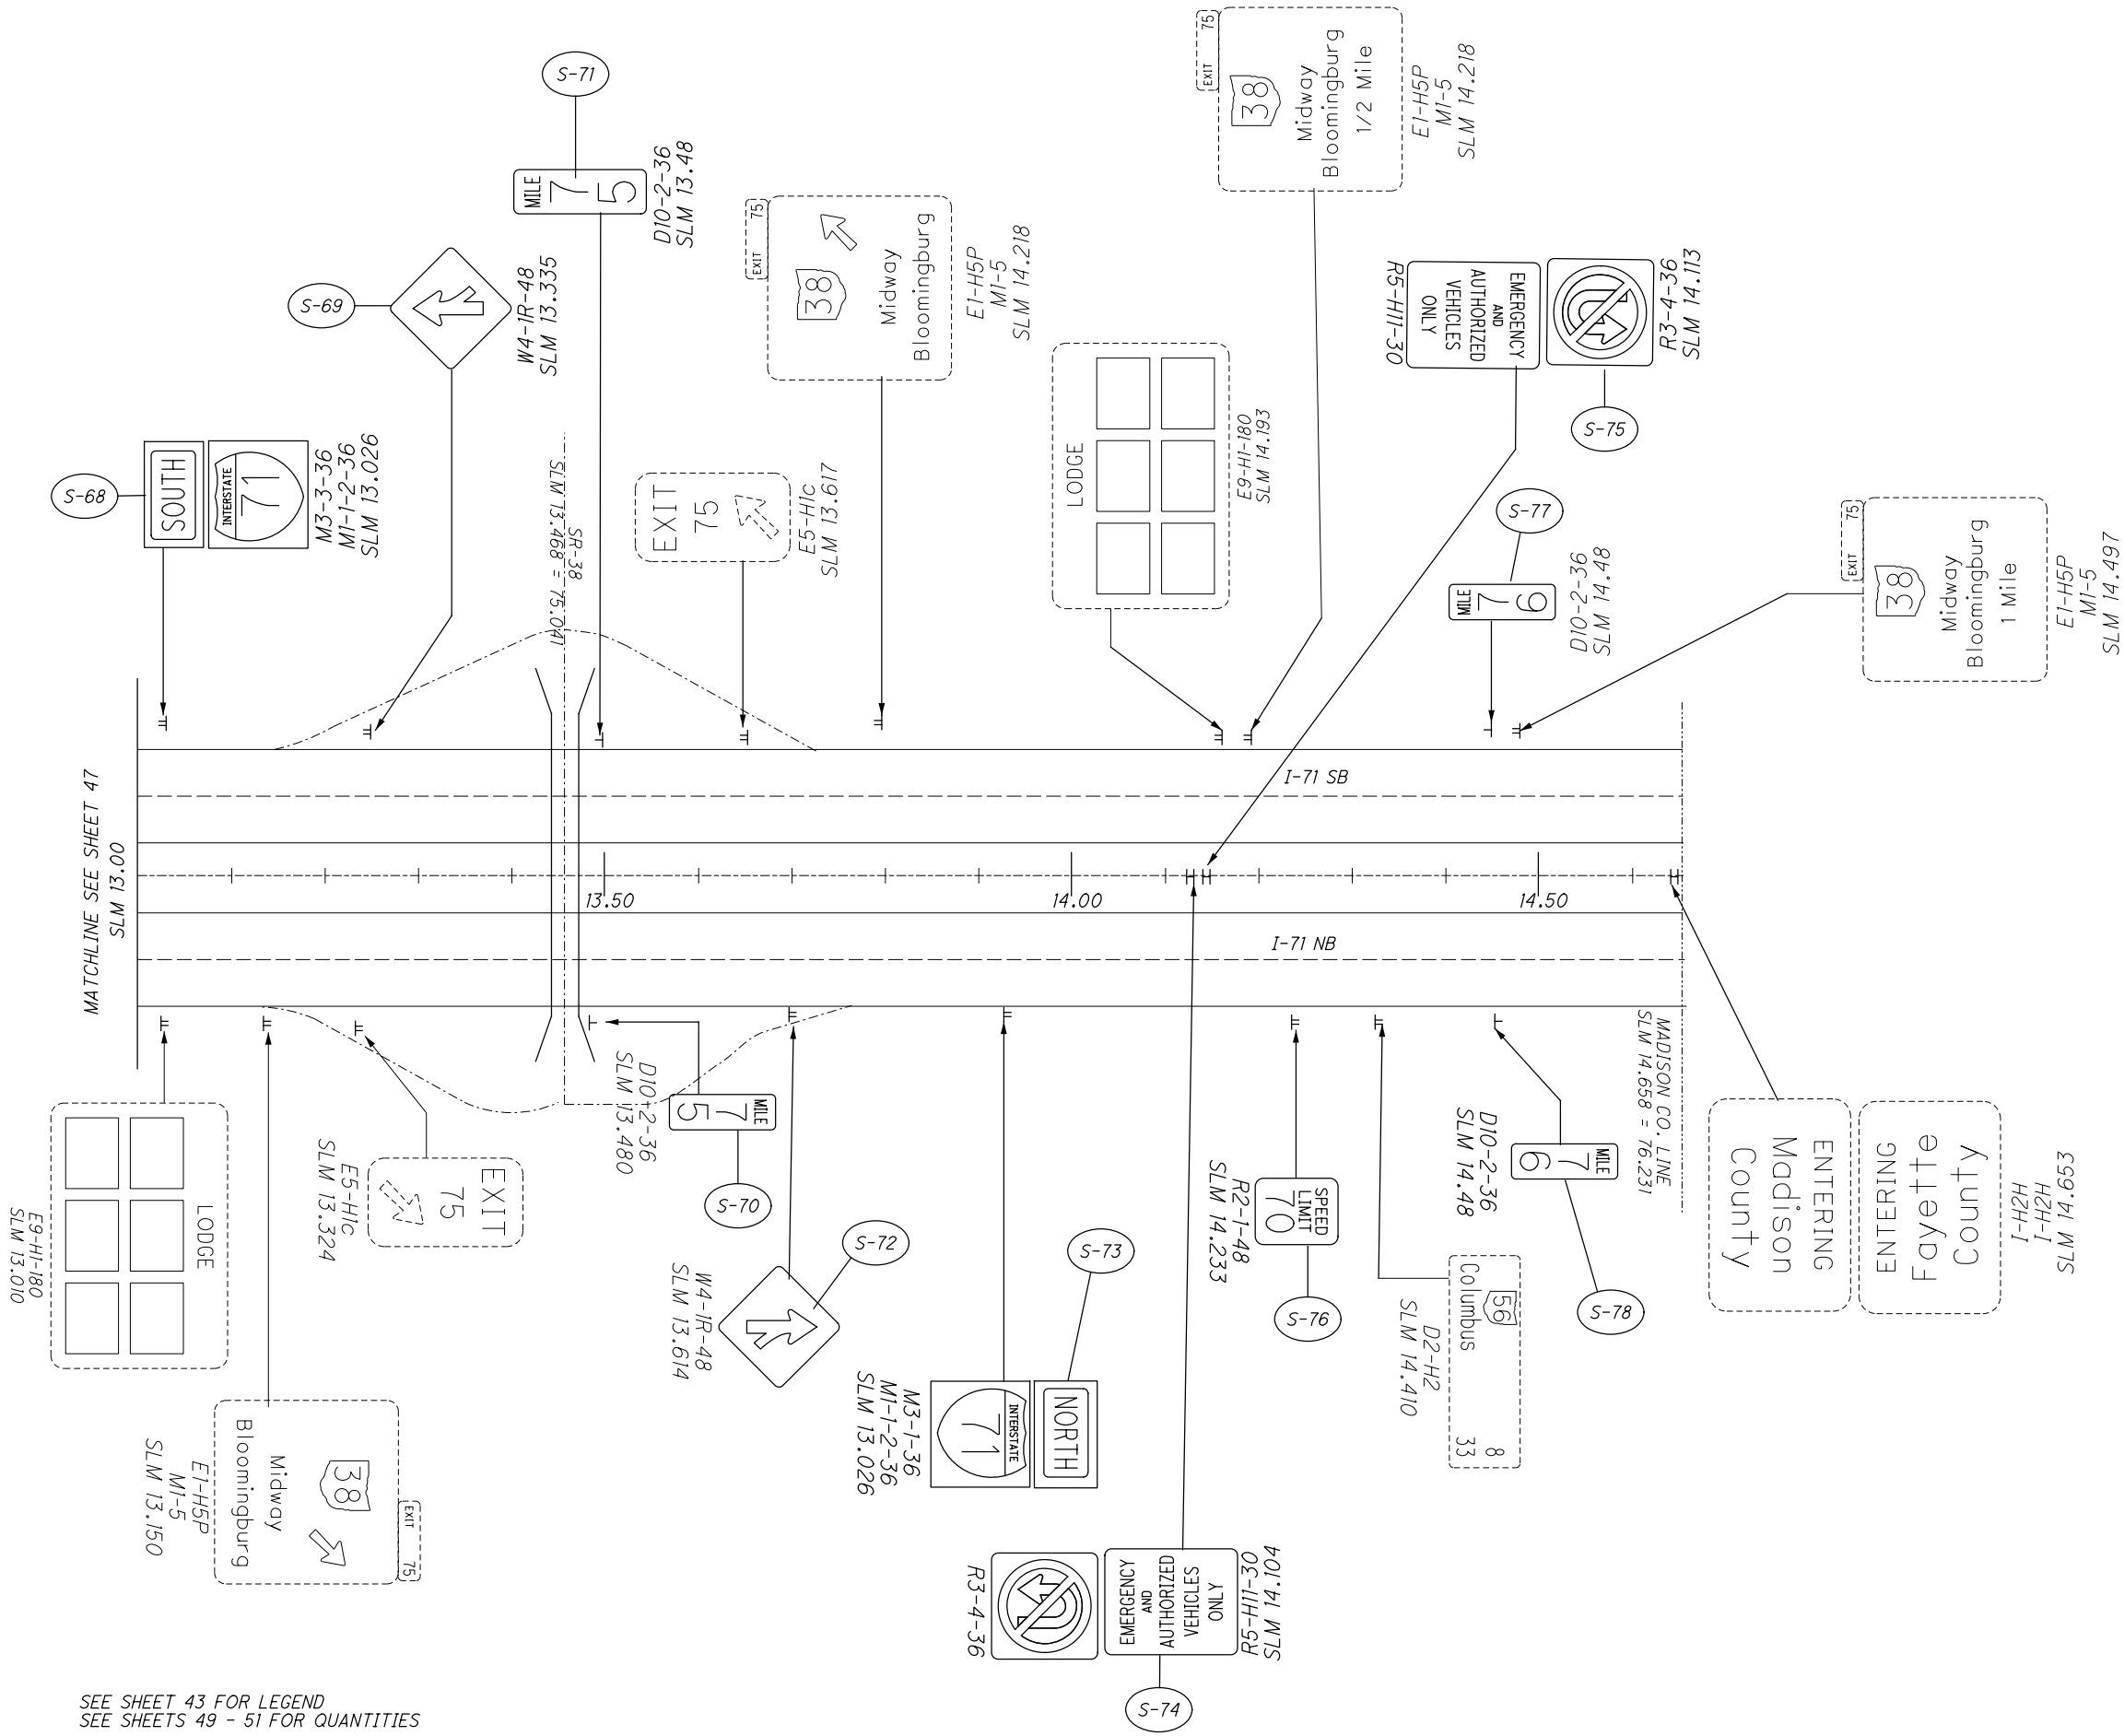 75
EXIT
38
Midway
Bloomingburg
1/2 Mile
E1-H5P
M1-5
SLM 14.218
S-71
MILE
7
5
D10-2-36
SLM 13.48
75
EXIT
38
Midway
Bloomingburg
E1-H5P
M1-5
SLM 14.218
S-69
W4-1R-48
SLM 13.335
EMERGENCY
AND
AUTHORIZED
VEHICLES
ONLY
R5-H11-30
R3-4-36
SLM 14.113
S-75
S-68
SOUTH
INTERSTATE
71
M3-3-36
M1-1-2-36
SLM 13.026
SR-38
SLM 13.468 = 75.041
EXIT
75
E5-H1c
SLM 13.617
LODGE
E9-H1-180
SLM 14.193
S-77
MILE
7
6
D10-2-36
SLM 14.48
75
EXIT
38
Midway
Bloomingburg
1 Mile
E1-H5P
M1-5
SLM 14.497
MATCHLINE SEE SHEET 47
SLM 13.00
I-71 SB
13.50
14.00
14.50
I-71 NB
MADISON CO. LINE
SLM 14.658 = 76.231
LODGE
E9-H1-180
SLM 13.010
EXIT
75
E5-H1c
SLM 13.324
D10-2-36
SLM 13.480
MILE
7
5
S-70
S-72
W4-1R-48
SLM 13.614
S-73
NORTH
INTERSTATE
71
M3-1-36
M1-1-2-36
SLM 13.026
SPEED
LIMIT
70
R2-1-48
SLM 14.233
S-76
D10-2-36
SLM 14.48
MILE
7
6
S-78
56 8
Columbus 33
D2-H2
SLM 14.410
ENTERING
Madison
County
ENTERING
Fayette
County
I-H2H
I-H2H
SLM 14.653
EXIT 75
38
Midway
Bloomingburg
E1-H5P
M1-5
SLM 13.150
R3-4-36
EMERGENCY
AND
AUTHORIZED
VEHICLES
ONLY
R5-H11-30
SLM 14.104
S-74
SEE SHEET 43 FOR LEGEND
SEE SHEETS 49 - 51 FOR QUANTITIES